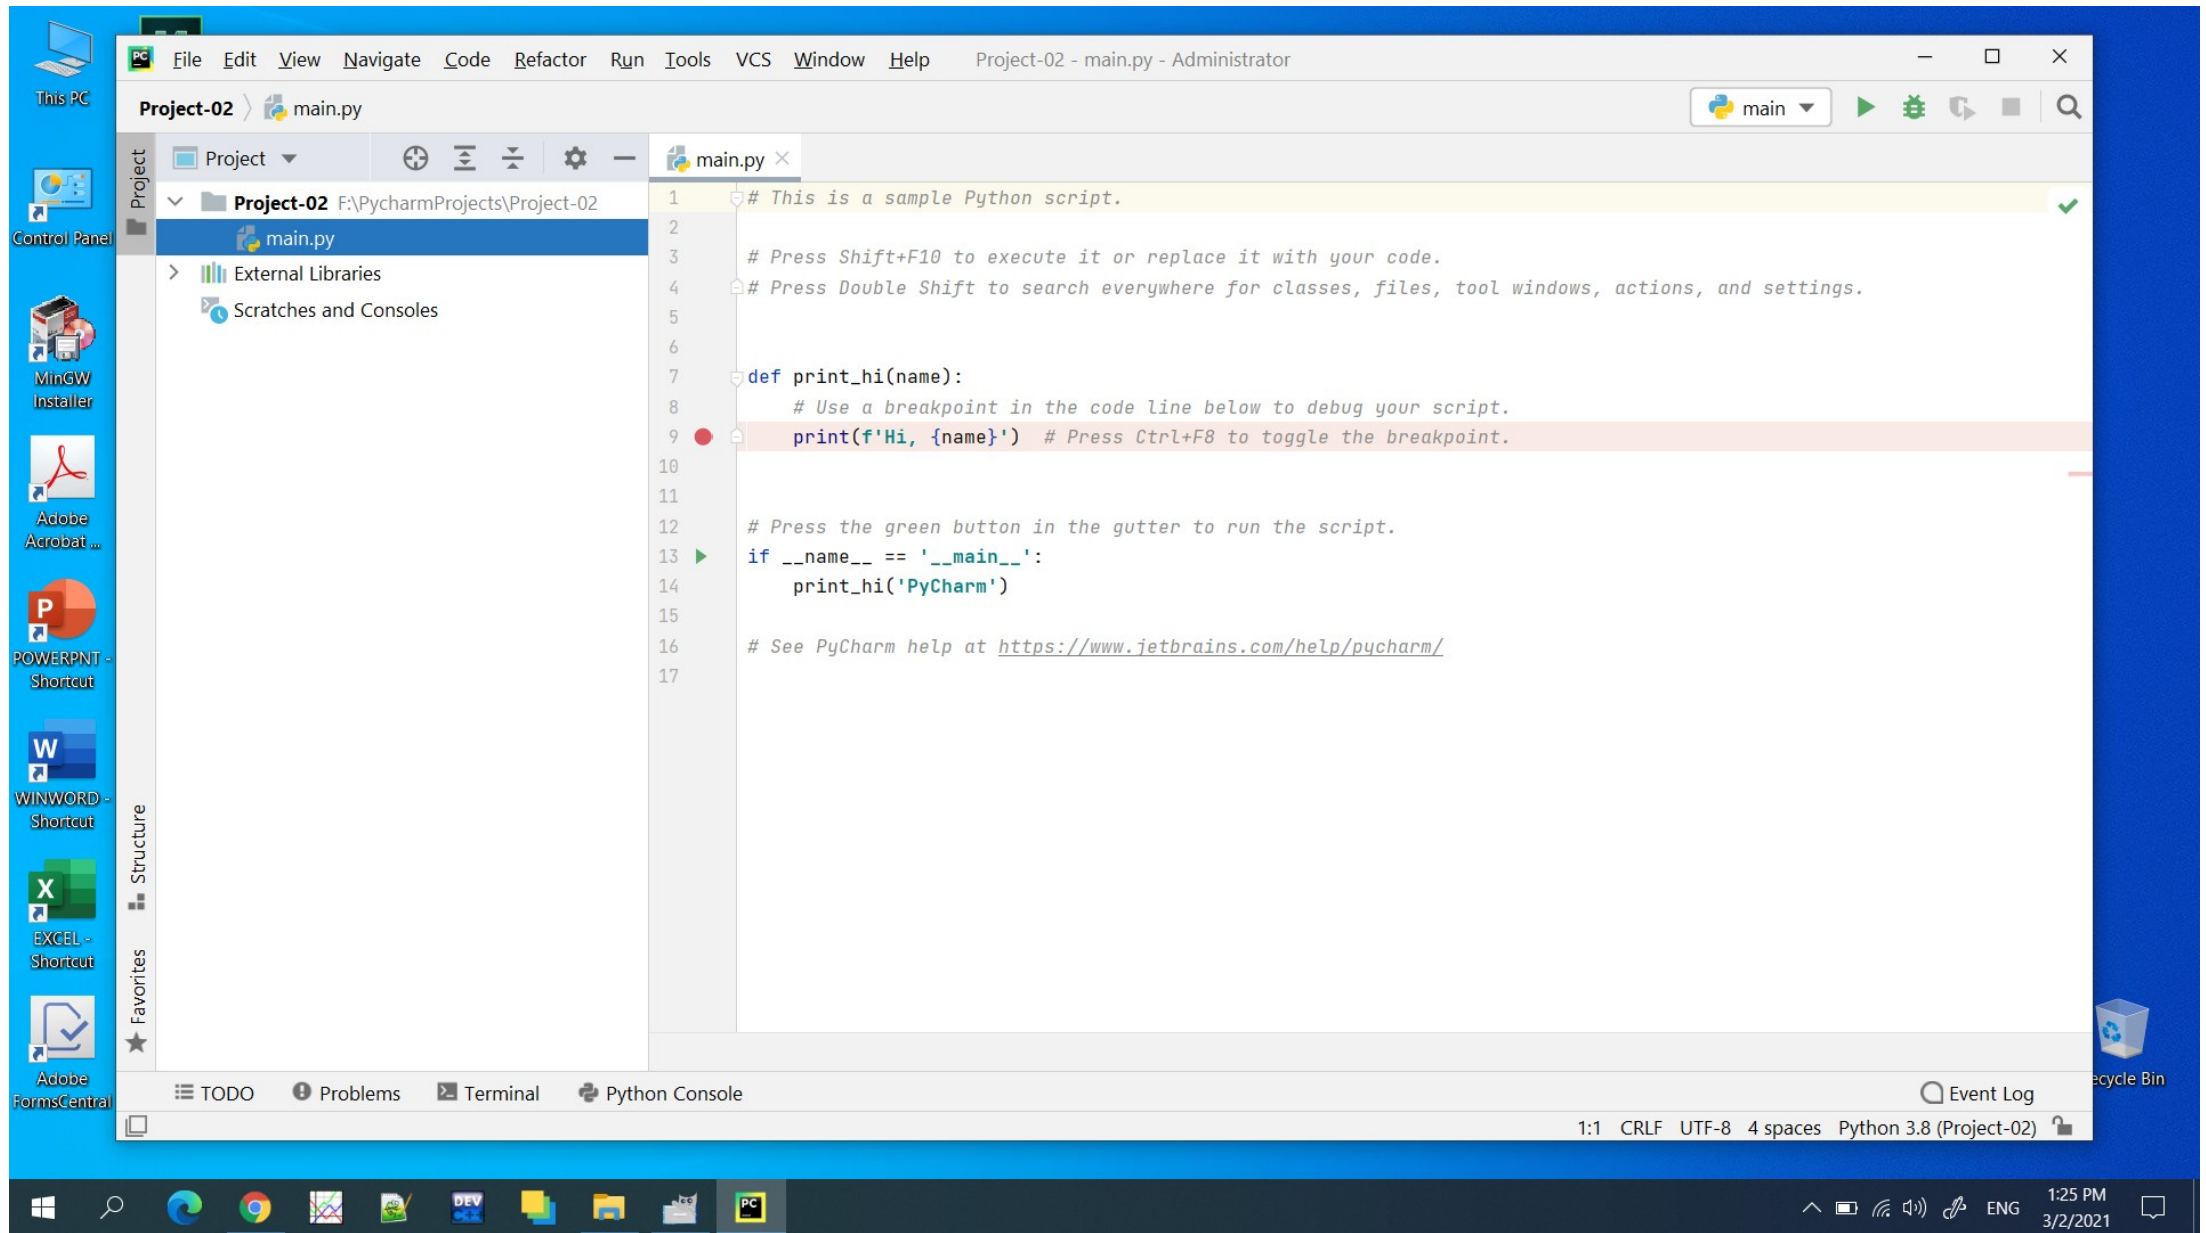 This PC
Control Panel
MinGW
Installer
Adobe
Acrobat ...
POWERPNT -
Shortcut
WINWORD -
Shortcut
EXCEL -
Shortcut
Adobe
FormsCentral
File Edit View Navigate Code Refactor Run Tools VCS Window Help Project-02 - main.py - Administrator
Project-02 main.py
main
Project
Project
main.py
Project-02 F:\PycharmProjects\Project-02
main.py
External Libraries
Scratches and Consoles
1 # This is a sample Python script.
2
3 # Press Shift+F10 to execute it or replace it with your code.
4 # Press Double Shift to search everywhere for classes, files, tool windows, actions, and settings.
5
6
7 def print_hi(name):
8 # Use a breakpoint in the code line below to debug your script.
9 print(f'Hi, {name}') # Press Ctrl+F8 to toggle the breakpoint.
10
11
12 # Press the green button in the gutter to run the script.
13 if __name__ == '__main__':
14 print_hi('PyCharm')
15
16 # See PyCharm help at https://www.jetbrains.com/help/pycharm/
17
Structure
Favorites
TODO Problems Terminal Python Console Event Log
1:1 CRLF UTF-8 4 spaces Python 3.8 (Project-02)
ecycle Bin
DEV
C++
PC
ENG
1:25 PM
3/2/2021